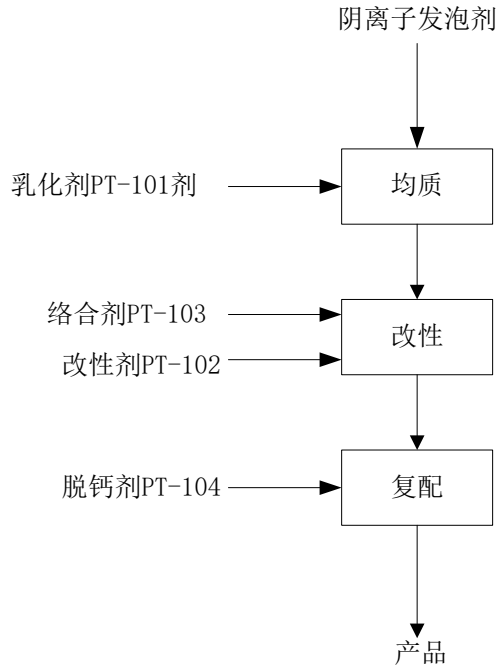 阴离子发泡剂
乳化剂PT-101剂
均质
络合剂PT-103
改性剂PT-102
改性
脱钙剂PT-104
复配
产品